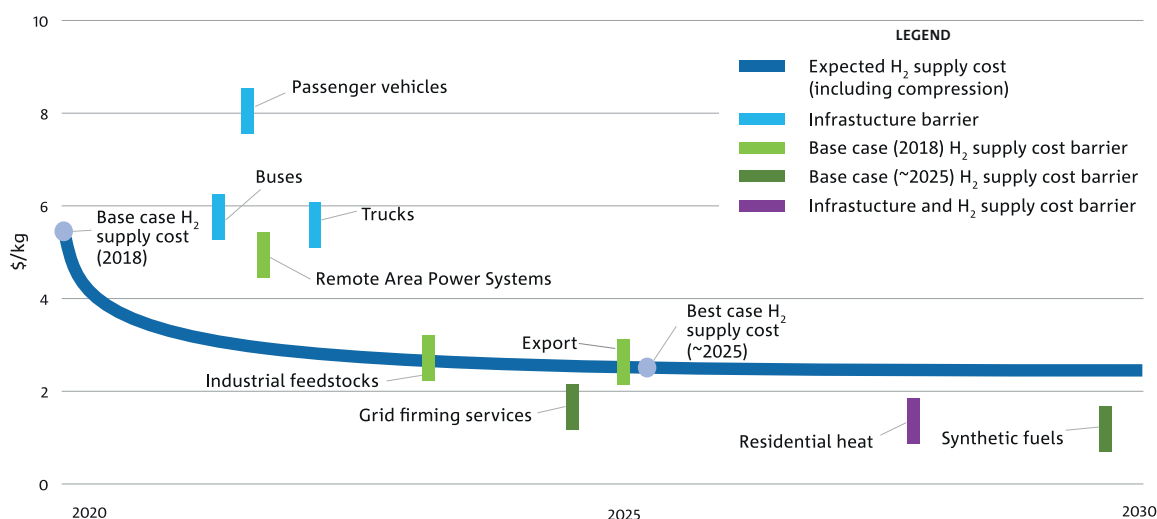 10
LEGEND
Expected H₂ supply cost
(including compression)
Passenger vehicles
8
Infrastucture barrier
Base case (2018) H₂ supply cost barrier
Buses
Base case (~2025) H₂ supply cost barrier
6
Infrastucture and H₂ supply cost barrier
Trucks
Base case H₂
supply cost
(2018)
$/kg
Remote Area Power Systems
4
Best case H₂
supply cost
(~2025)
Export
Industrial feedstocks
2
Grid firming services
Residential heat
Synthetic fuels
0
2020
2025
2030